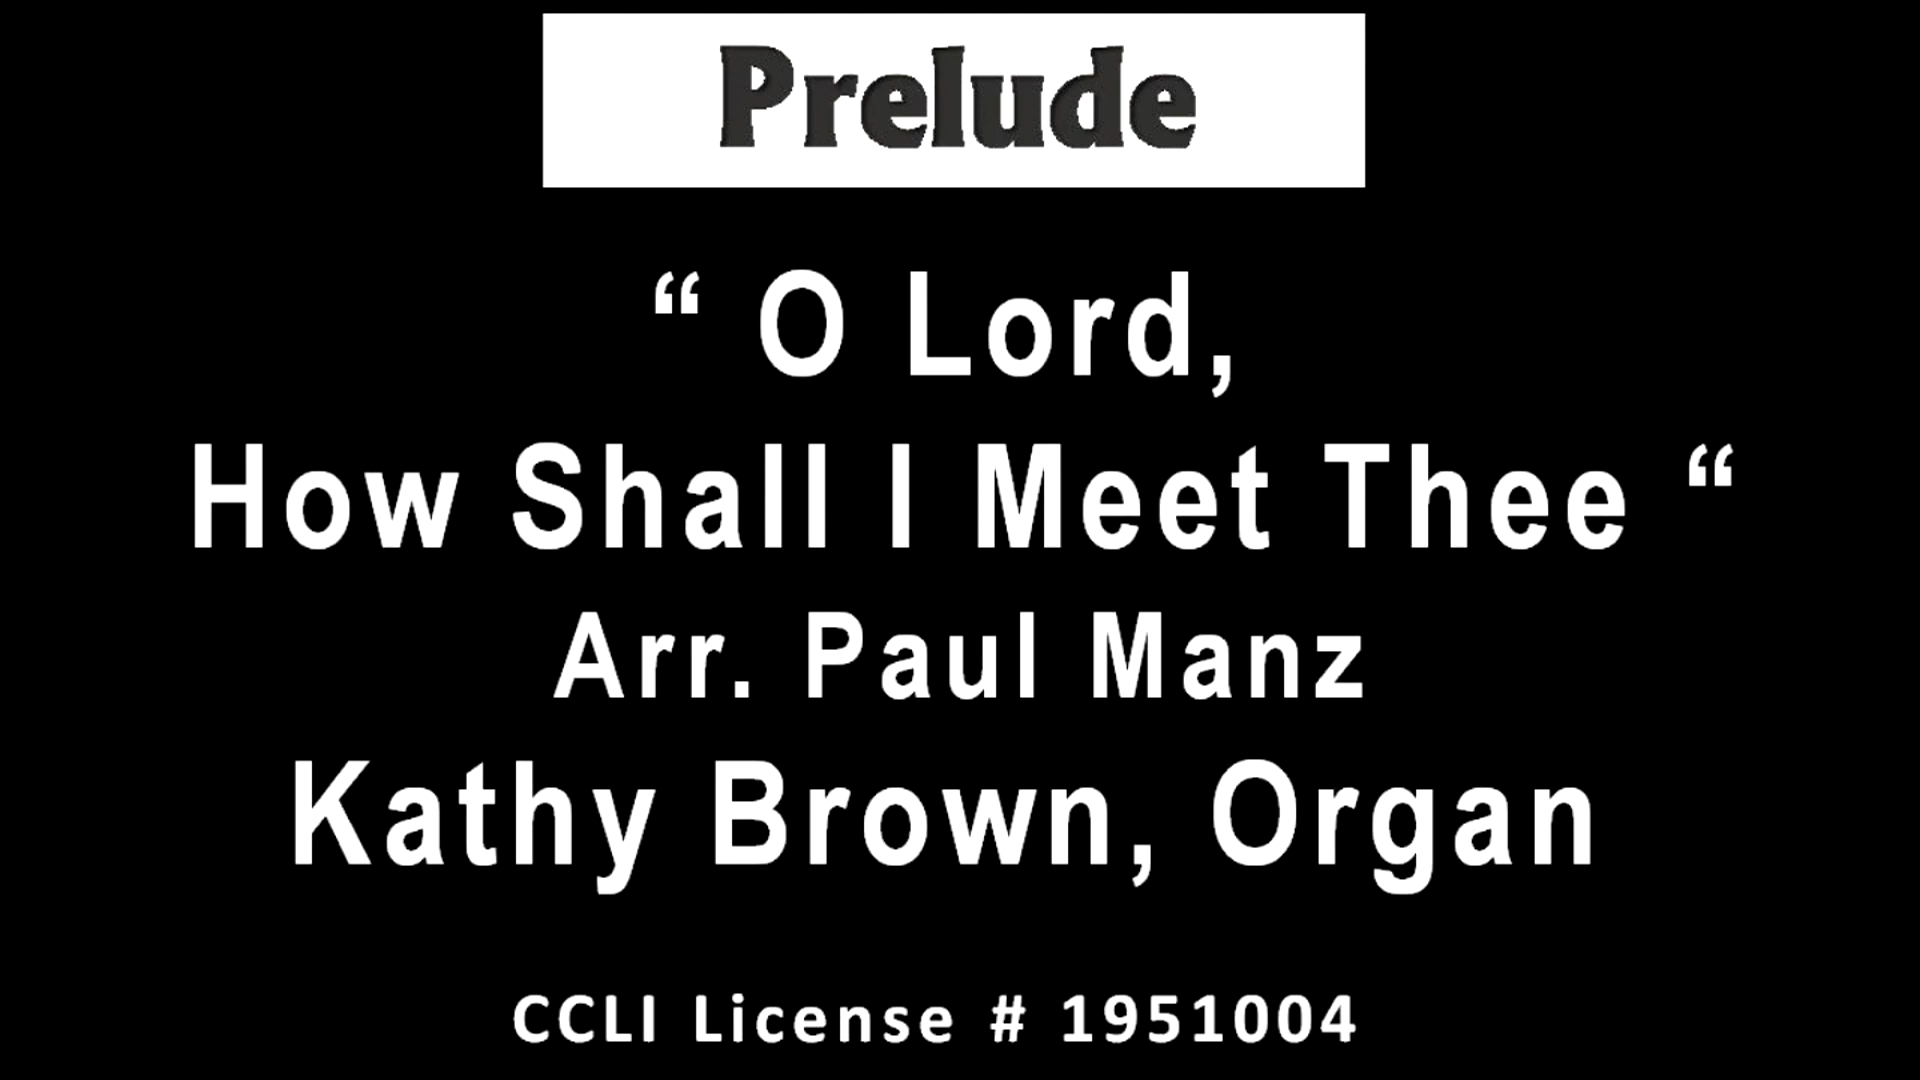 Prelude
“ O Lord,
How Shall I Meet Thee “
Arr. Paul Manz
Kathy Brown, Organ
CCLI License # 1951004